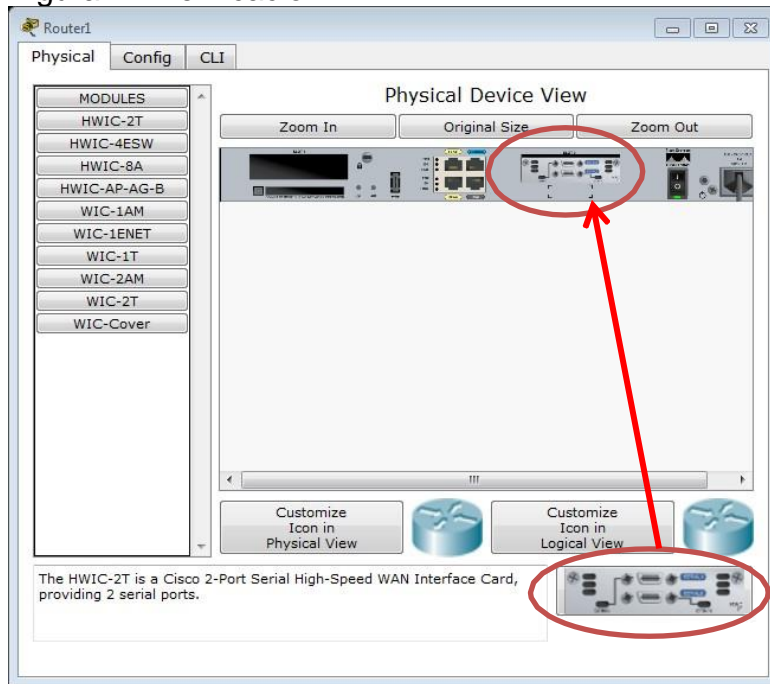 Router1
Physical Config CLI
MODULES
HWIC-2T
HWIC-4ESW
HWIC-8A
HWIC-AP-AG-B
WIC-1AM
WIC-1ENET
WIC-1T
WIC-2AM
WIC-2T
WIC-Cover
Physical Device View
Zoom In Original Size Zoom Out
Customize
Icon in
Physical View
Customize
Icon in
Logical View
The HWIC-2T is a Cisco 2-Port Serial High-Speed WAN Interface Card,
providing 2 serial ports.